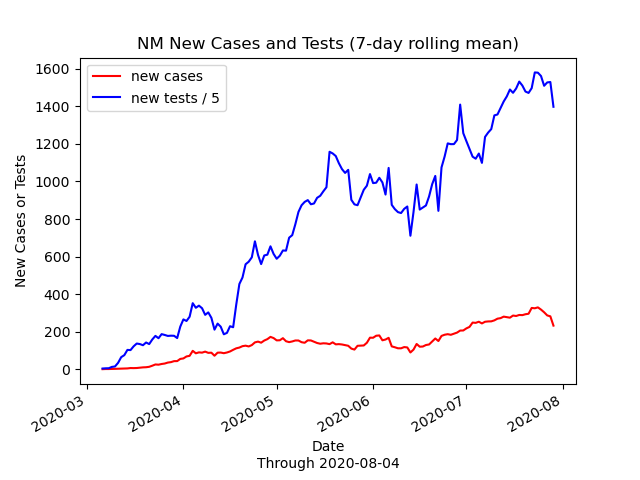 NM New Cases and Tests (7-day rolling mean)
new cases
new tests / 5
New Cases or Tests
1600
1400
1200
1000
800
600
400
200
0
2020-03
2020-04
2020-05
2020-06
2020-07
2020-08
Date
Through 2020-08-04